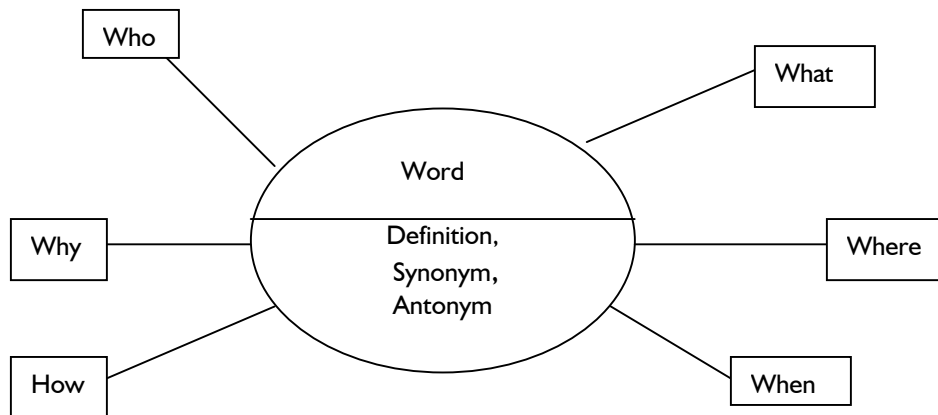 Who
What
Word
Definition,
Synonym,
Antonym
Why
Where
How
When